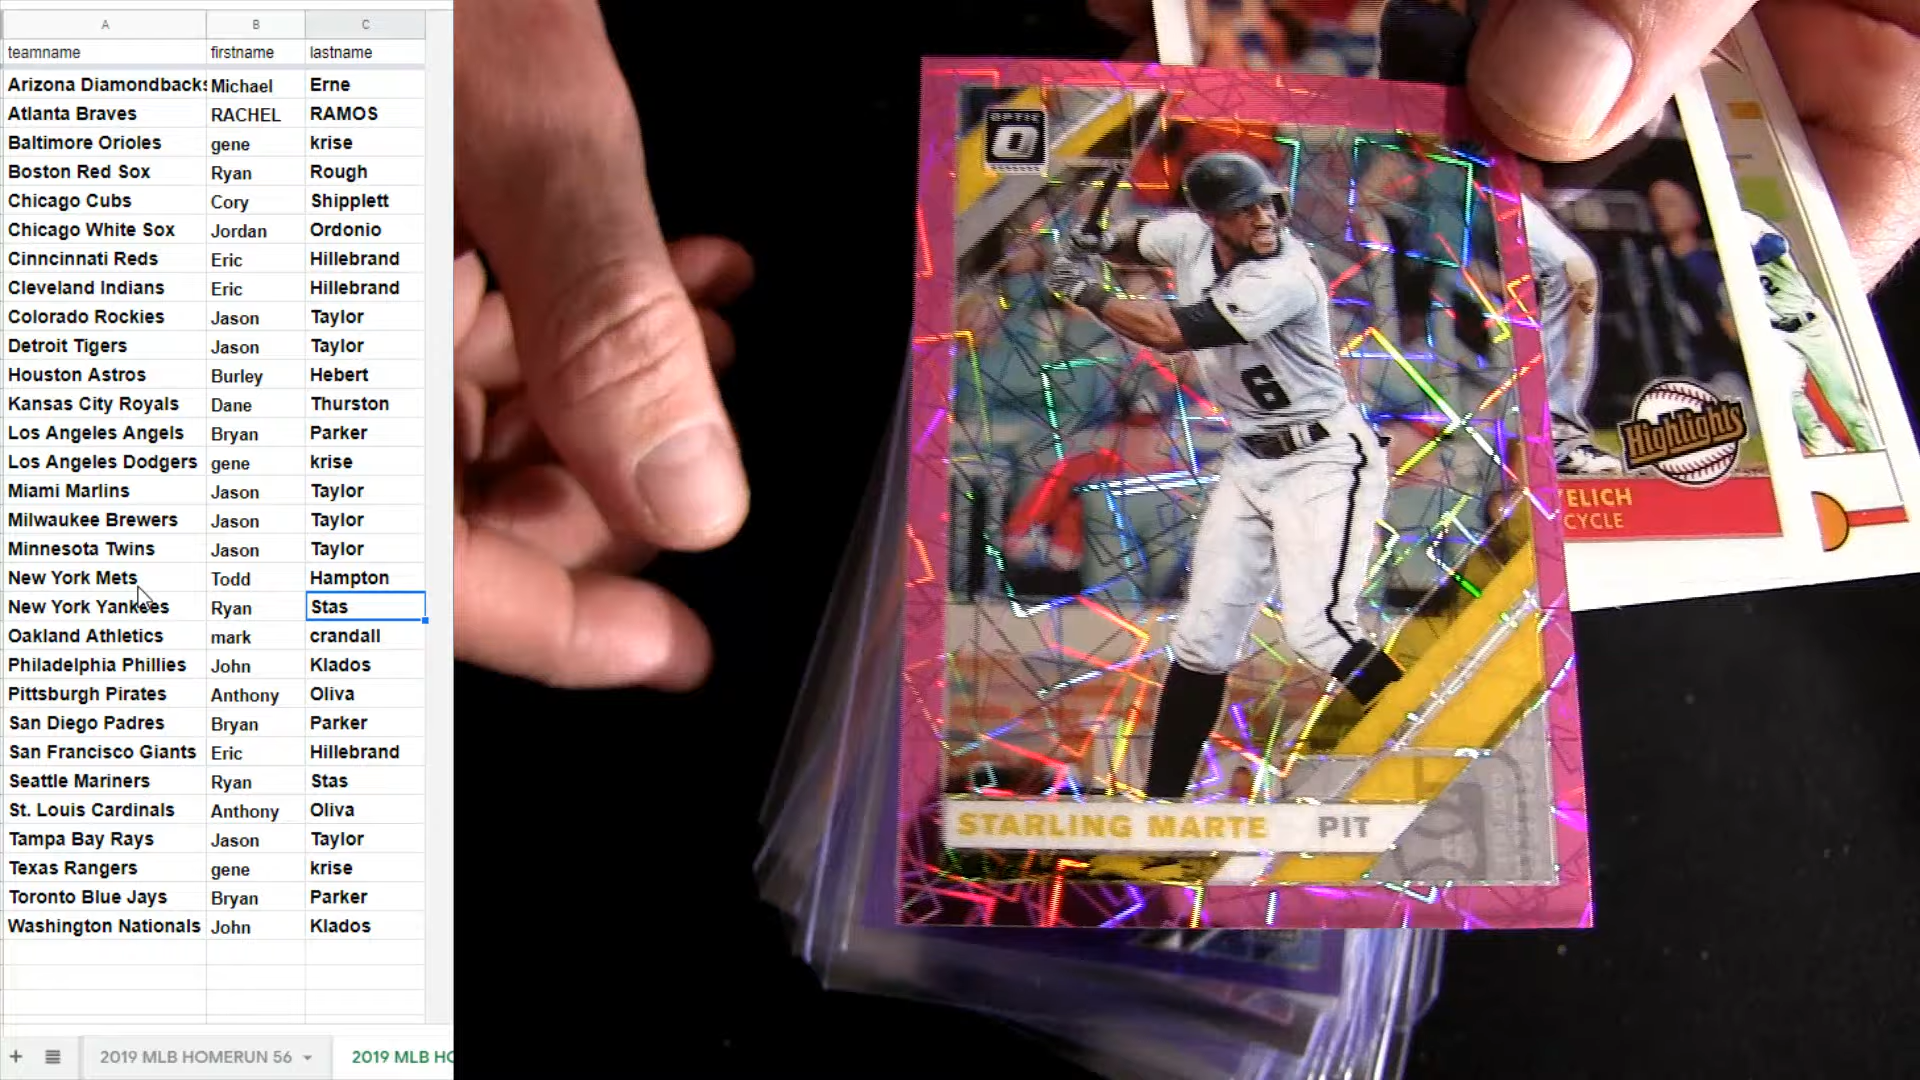 A B C
teamname firstname lastname
Arizona Diamondbacks Michael Erne
Atlanta Braves RACHEL RAMOS
Baltimore Orioles gene krise
Boston Red Sox Ryan Rough
Chicago Cubs Cory Shipplett
Chicago White Sox Jordan Ordonio
Cinncinnati Reds Eric Hillebrand
Cleveland Indians Eric Hillebrand
Colorado Rockies Jason Taylor
Detroit Tigers Jason Taylor
Houston Astros Burley Hebert
Kansas City Royals Dane Thurston
Los Angeles Angels Bryan Parker
Los Angeles Dodgers gene krise
Miami Marlins Jason Taylor
Milwaukee Brewers Jason Taylor
Minnesota Twins Jason Taylor
New York Mets Todd Hampton
New York Yankees Ryan Stas
Oakland Athletics mark crandall
Philadelphia Phillies John Klados
Pittsburgh Pirates Anthony Oliva
San Diego Padres Bryan Parker
San Francisco Giants Eric Hillebrand
Seattle Mariners Ryan Stas
St. Louis Cardinals Anthony Oliva
Tampa Bay Rays Jason Taylor
Texas Rangers gene krise
Toronto Blue Jays Bryan Parker
Washington Nationals John Klados
2019 MLB HOMERUN 56 2019 MLB HO
OPTIC
O
6
STARLING MARTE PIT
Highlights
YELICH
CYCLE
2